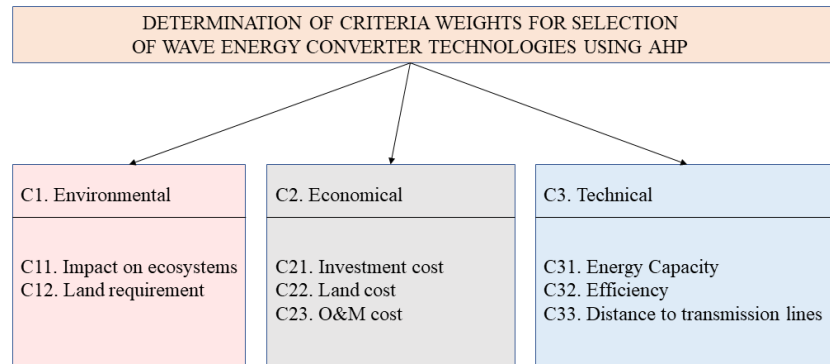 DETERMINATION OF CRITERIA WEIGHTS FOR SELECTION
OF WAVE ENERGY CONVERTER TECHNOLOGIES USING AHP
C1. Environmental
C11. Impact on ecosystems
C12. Land requirement
C2. Economical
C21. Investment cost
C22. Land cost
C23. O&M cost
C3. Technical
C31. Energy Capacity
C32. Efficiency
C33. Distance to transmission lines